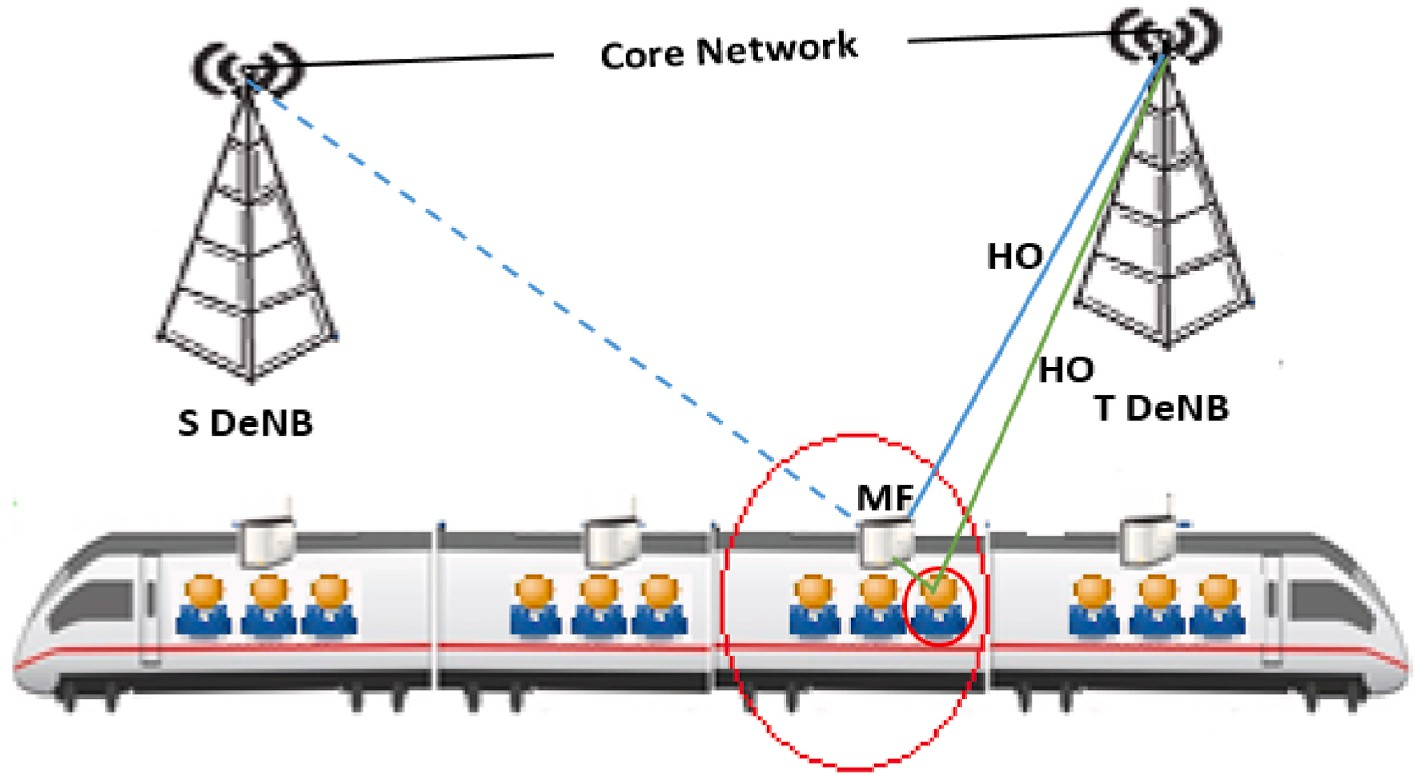 Core Network
HO
HO
S DeNB
T DeNB
MF